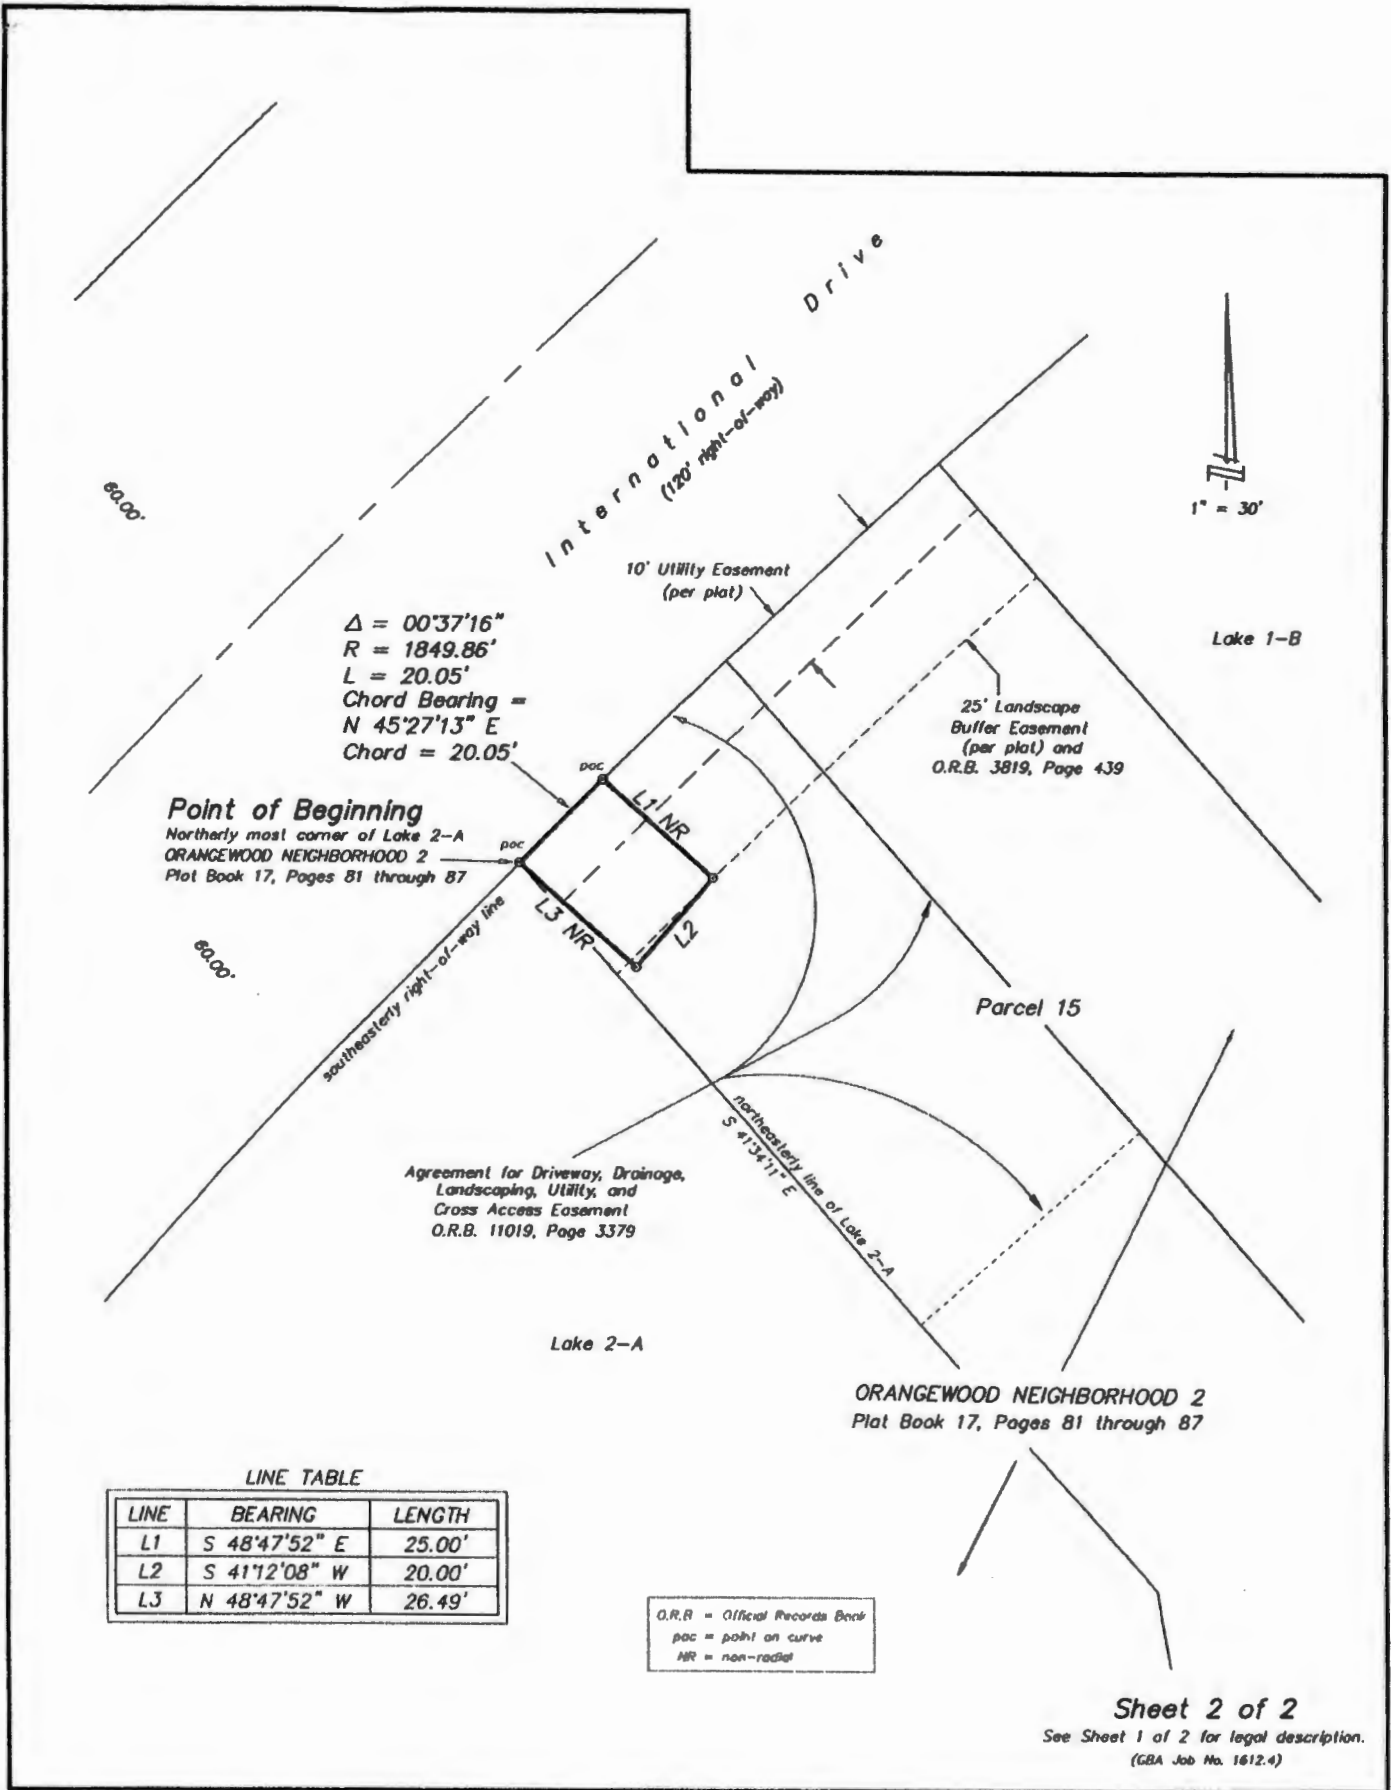 International Drive
(120' right-of-way)
60.00'
1" = 30'
10' Utility Easement
(per plat)
Lake 1-B
Δ = 00°37'16"
R = 1849.86'
L = 20.05'
Chord Bearing =
N 45°27'13" E
Chord = 20.05'
25' Landscape
Buffer Easement
(per plat) and
O.R.B. 3819, Page 439
poc
L1 NR
Point of Beginning
Northerly most corner of Lake 2-A
ORANGEWOOD NEIGHBORHOOD 2
Plat Book 17, Pages 81 through 87
poc
L3 NR
L2
60.00'
southeasterly right-of-way line
Parcel 15
northeasterly line of Lake 2-A
S 41°34'11" E
Agreement for Driveway, Drainage,
Landscaping, Utility, and
Cross Access Easement
O.R.B. 11019, Page 3379
Lake 2-A
ORANGEWOOD NEIGHBORHOOD 2
Plat Book 17, Pages 81 through 87
LINE TABLE
LINE BEARING LENGTH
L1 S 48°47'52" E 25.00'
L2 S 41°12'08" W 20.00'
L3 N 48°47'52" W 26.49'
O.R.B = Official Records Book
poc = point on curve
NR = non-radial
Sheet 2 of 2
See Sheet 1 of 2 for legal description.
(GBA Job No. 1612.4)